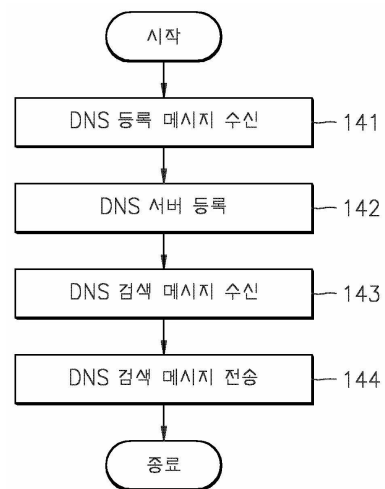 시작
DNS 등록 메시지 수신 141
DNS 서버 등록 142
DNS 검색 메시지 수신 143
DNS 검색 메시지 전송 144
종료